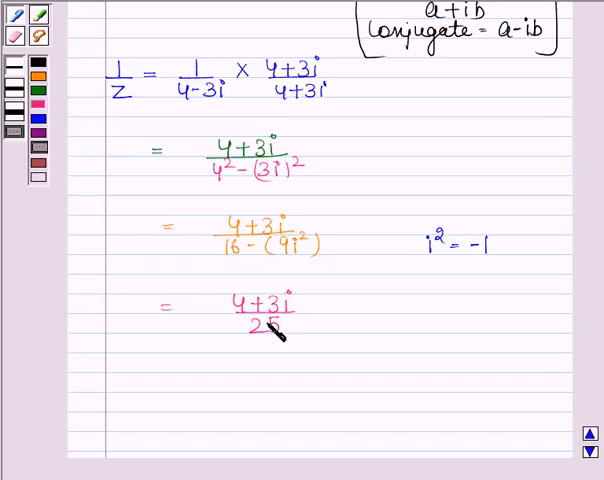 a+ib
Conjugate = a-ib
1/z = 1/(4-3i) × (4+3i)/(4+3i)
= (4+3i)/(4² - (3i)²)
= (4+3i)/(16 - (9i²))
i² = -1
= (4+3i)/25